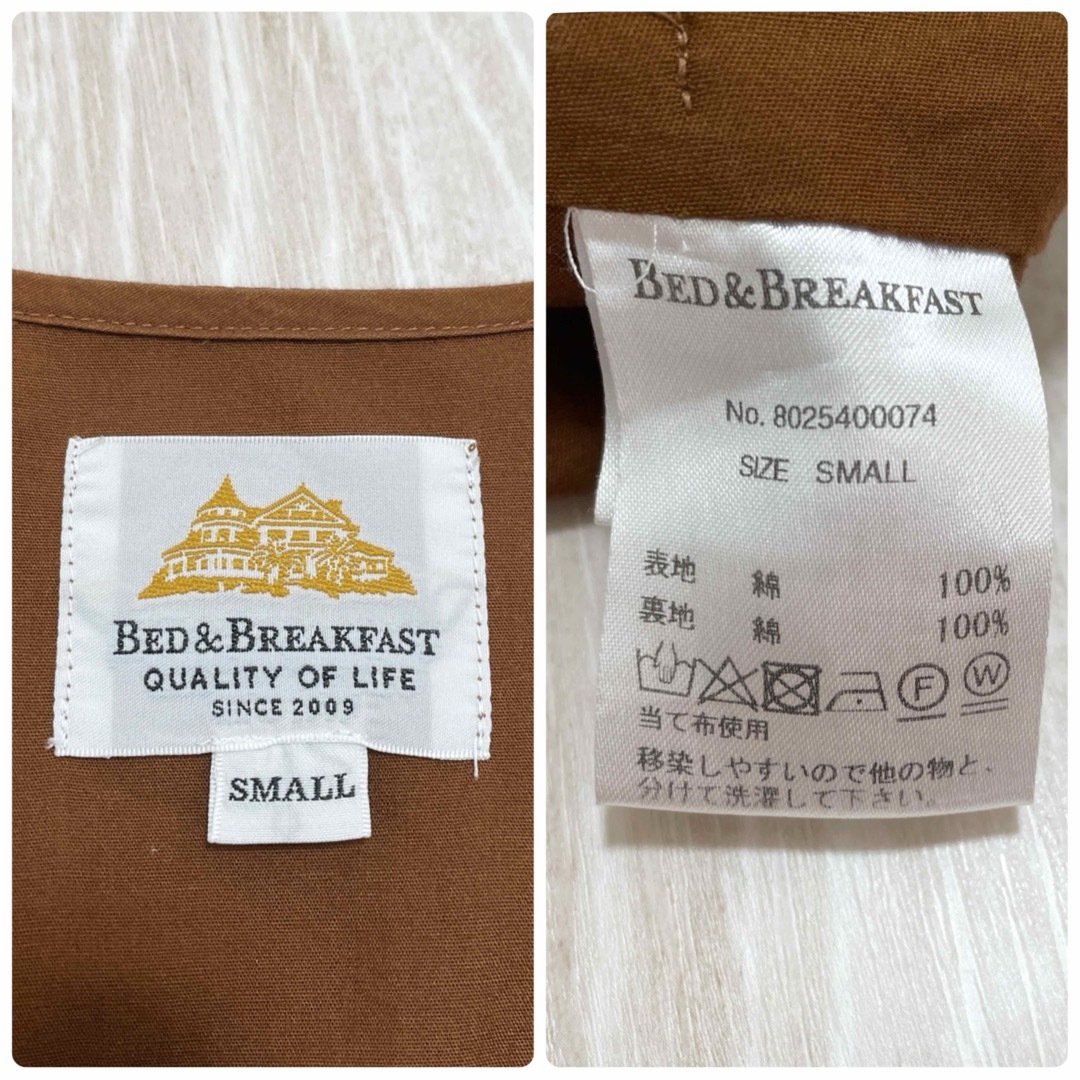 BED&BREAKFAST
QUALITY OF LIFE
SINCE 2009
SMALL
BED&BREAKFAST
No. 8025400074
SIZE SMALL
表地 綿 100%
裏地 綿 100%
F W
当て布使用
移染しやすいので他の物と、
分けて洗濯して下さい。